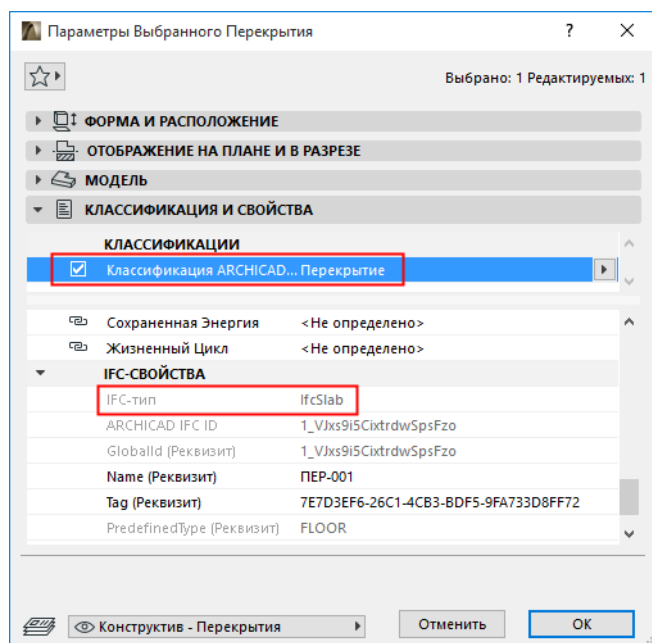 Параметры Выбранного Перекрытия ?
Выбрано: 1 Редактируемых: 1
ФОРМА И РАСПОЛОЖЕНИЕ
ОТОБРАЖЕНИЕ НА ПЛАНЕ И В РАЗРЕЗЕ
МОДЕЛЬ
КЛАССИФИКАЦИЯ И СВОЙСТВА
КЛАССИФИКАЦИИ
Классификация ARCHICAD... Перекрытие
Сохраненная Энергия <Не определено>
Жизненный Цикл <Не определено>
IFC-СВОЙСТВА
IFC-тип IfcSlab
ARCHICAD IFC ID 1_VJxs9i5CixtrdwSpsFzo
GlobalId (Реквизит) 1_VJxs9i5CixtrdwSpsFzo
Name (Реквизит) ПЕР-001
Tag (Реквизит) 7E7D3EF6-26C1-4CB3-BDF5-9FA733D8FF72
PredefinedType (Реквизит) FLOOR
Конструктив - Перекрытия Отменить ОК